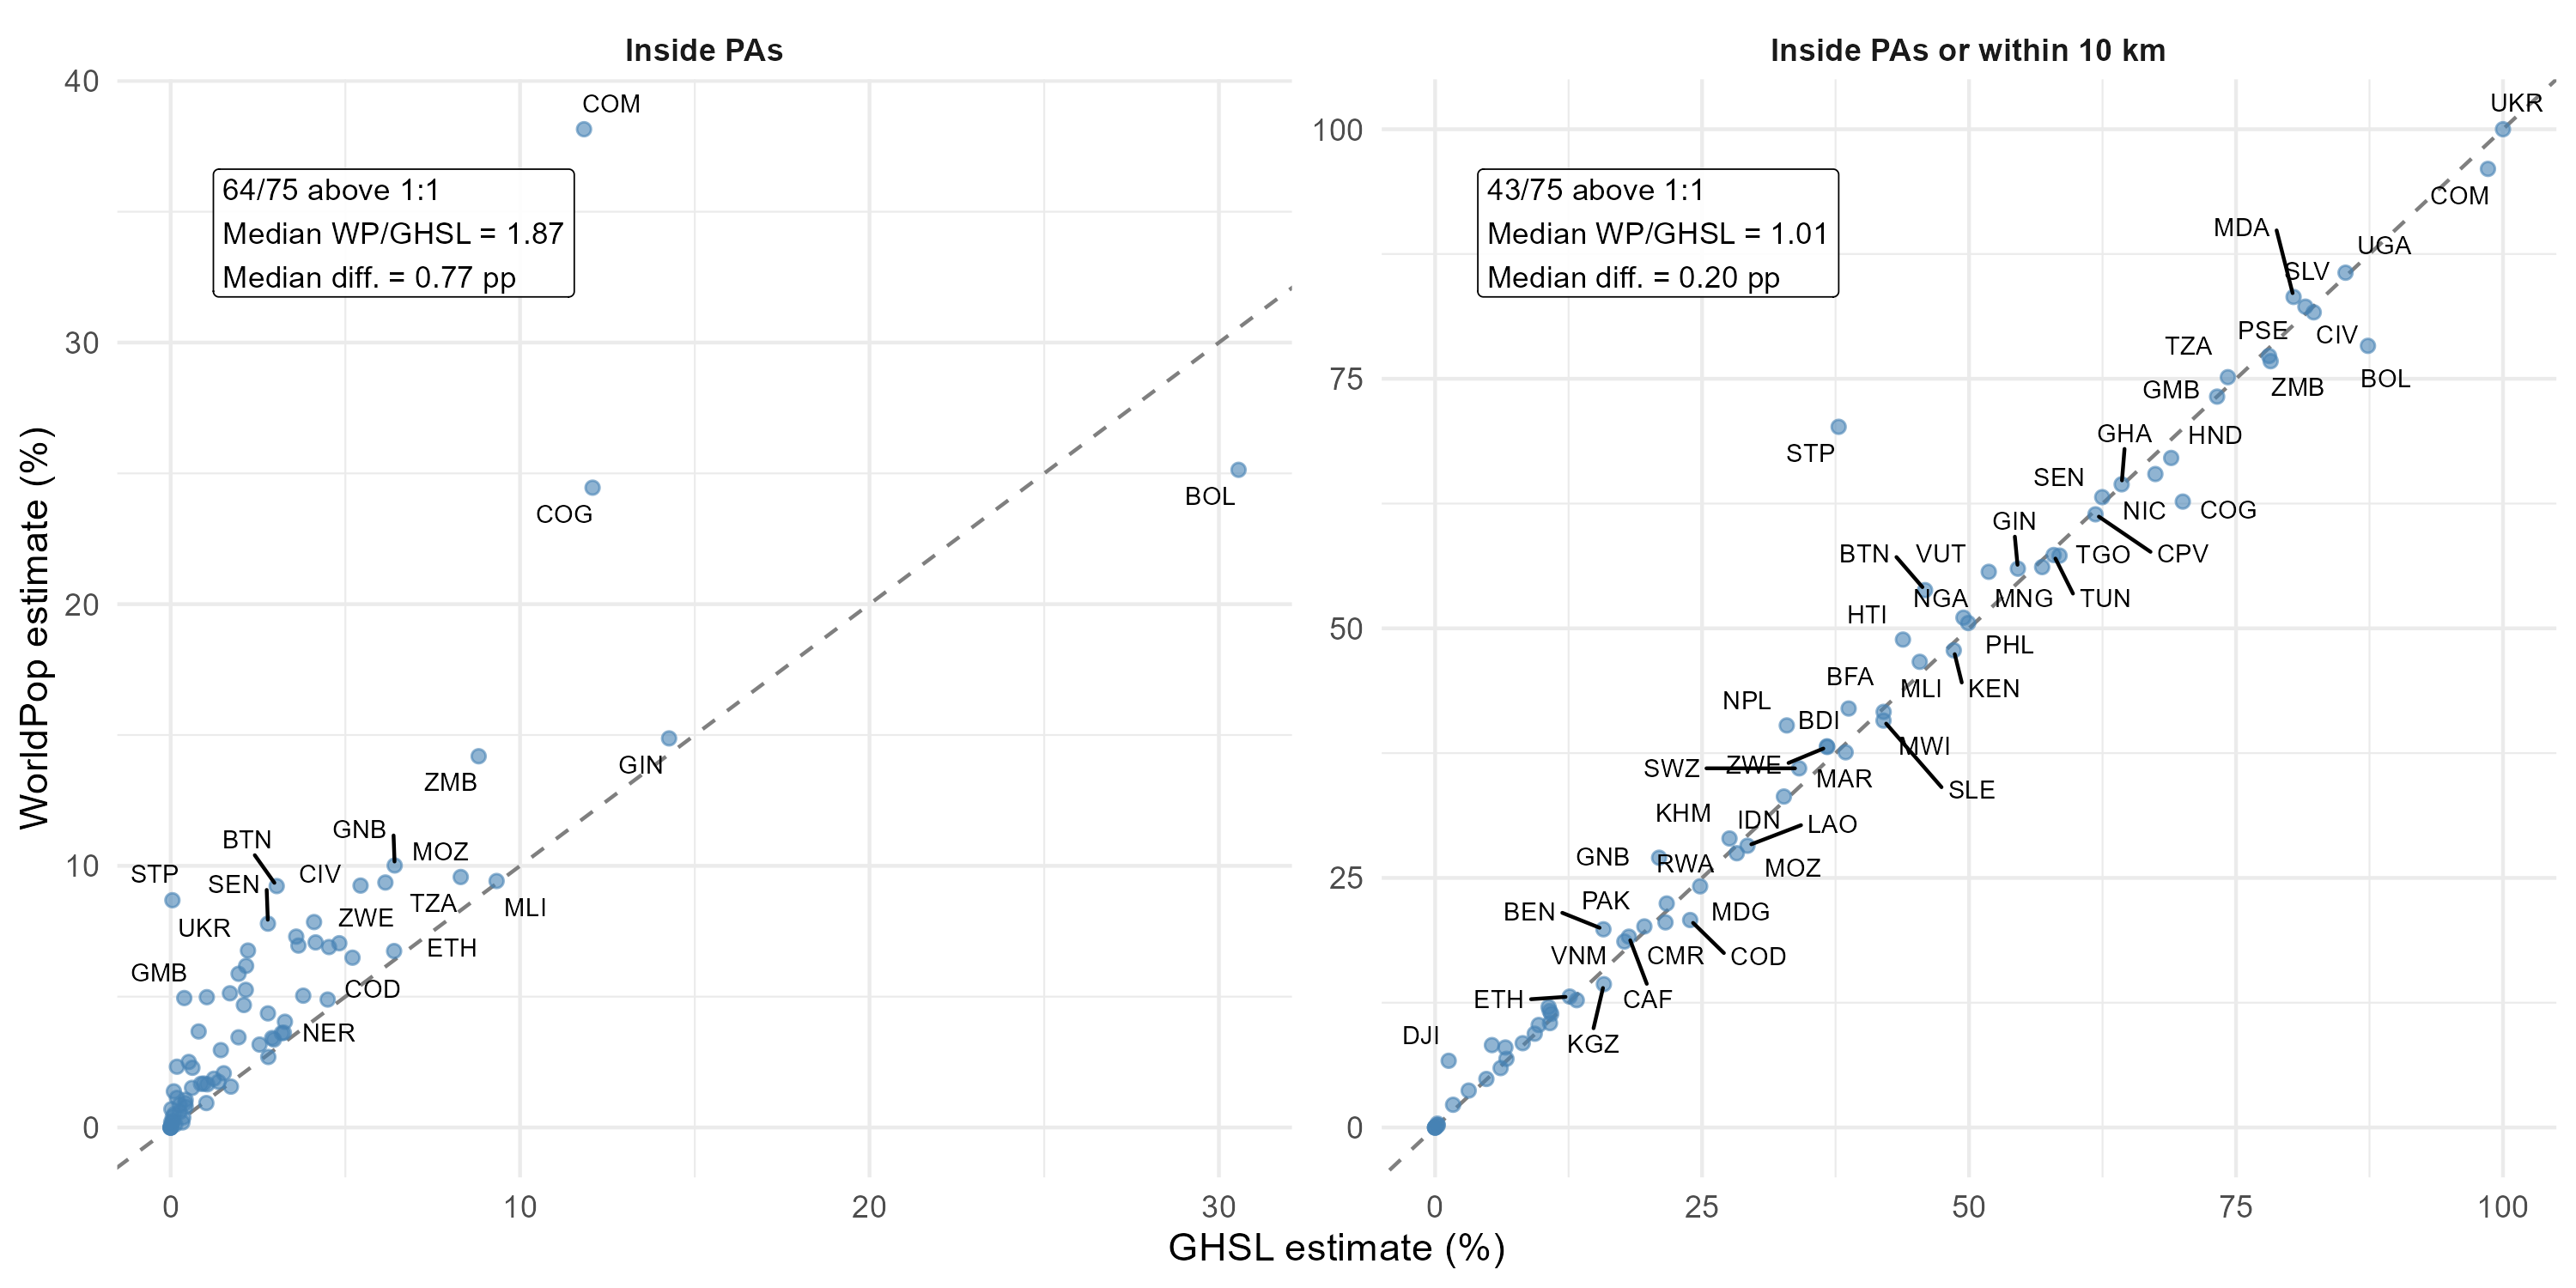 Inside PAs
Inside PAs or within 10 km
WorldPop estimate (%)
40
30
20
10
0
COM
64/75 above 1:1
Median WP/GHSL = 1.87
Median diff. = 0.77 pp
COG
BOL
GIN
ZMB
BTN
GNB
MOZ
STP
SEN
CIV
TZA
MLI
UKR
ZWE
ETH
GMB
COD
NER
0
10
20
30
100
75
50
25
0
UKR
43/75 above 1:1
Median WP/GHSL = 1.01
Median diff. = 0.20 pp
COM
MDA
UGA
SLV
PSE
CIV
TZA
BOL
GMB
ZMB
STP
GHA
HND
SEN
NIC
COG
GIN
BTN
VUT
TGO
CPV
NGA
MNG
TUN
HTI
PHL
BFA
MLI
KEN
NPL
BDI
MWI
SWZ
ZWE
MAR
SLE
KHM
IDN
LAO
GNB
RWA
MOZ
PAK
BEN
MDG
VNM
CMR
COD
ETH
CAF
DJI
KGZ
0
25
50
75
100
GHSL estimate (%)